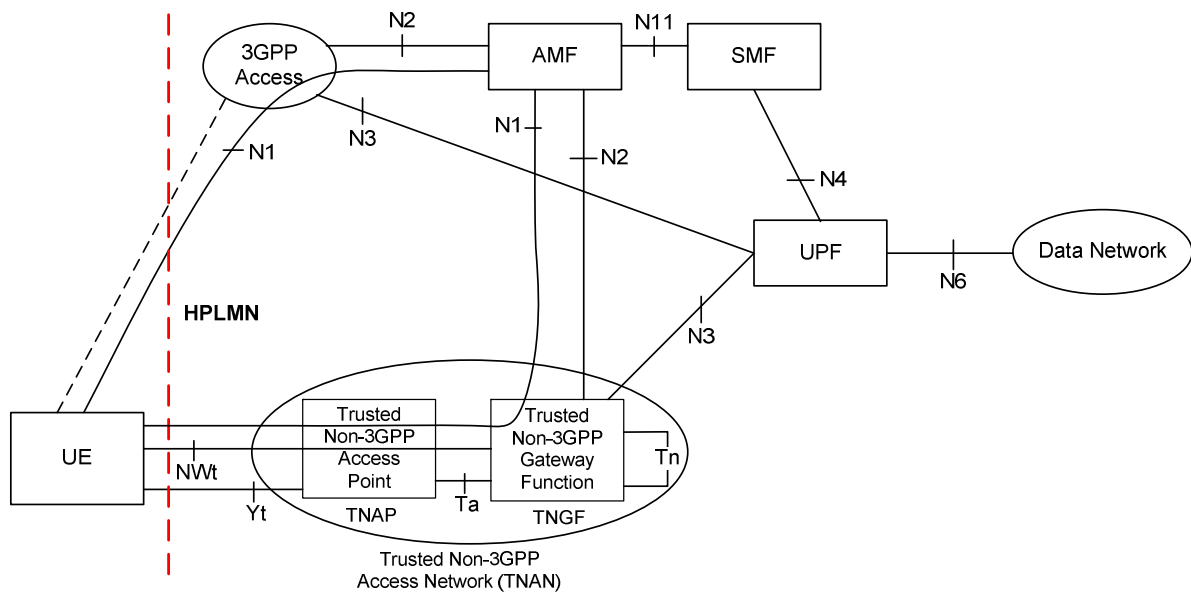 N2
N11
3GPP
Access
AMF
SMF
N1
N3
N1
N2
N4
UPF
Data Network
N6
HPLMN
N3
Trusted
Non-3GPP
Access
Point
Trusted
Non-3GPP
Gateway
Function
Tn
UE
NWt
Yt
Ta
TNAP
TNGF
Trusted Non-3GPP
Access Network (TNAN)